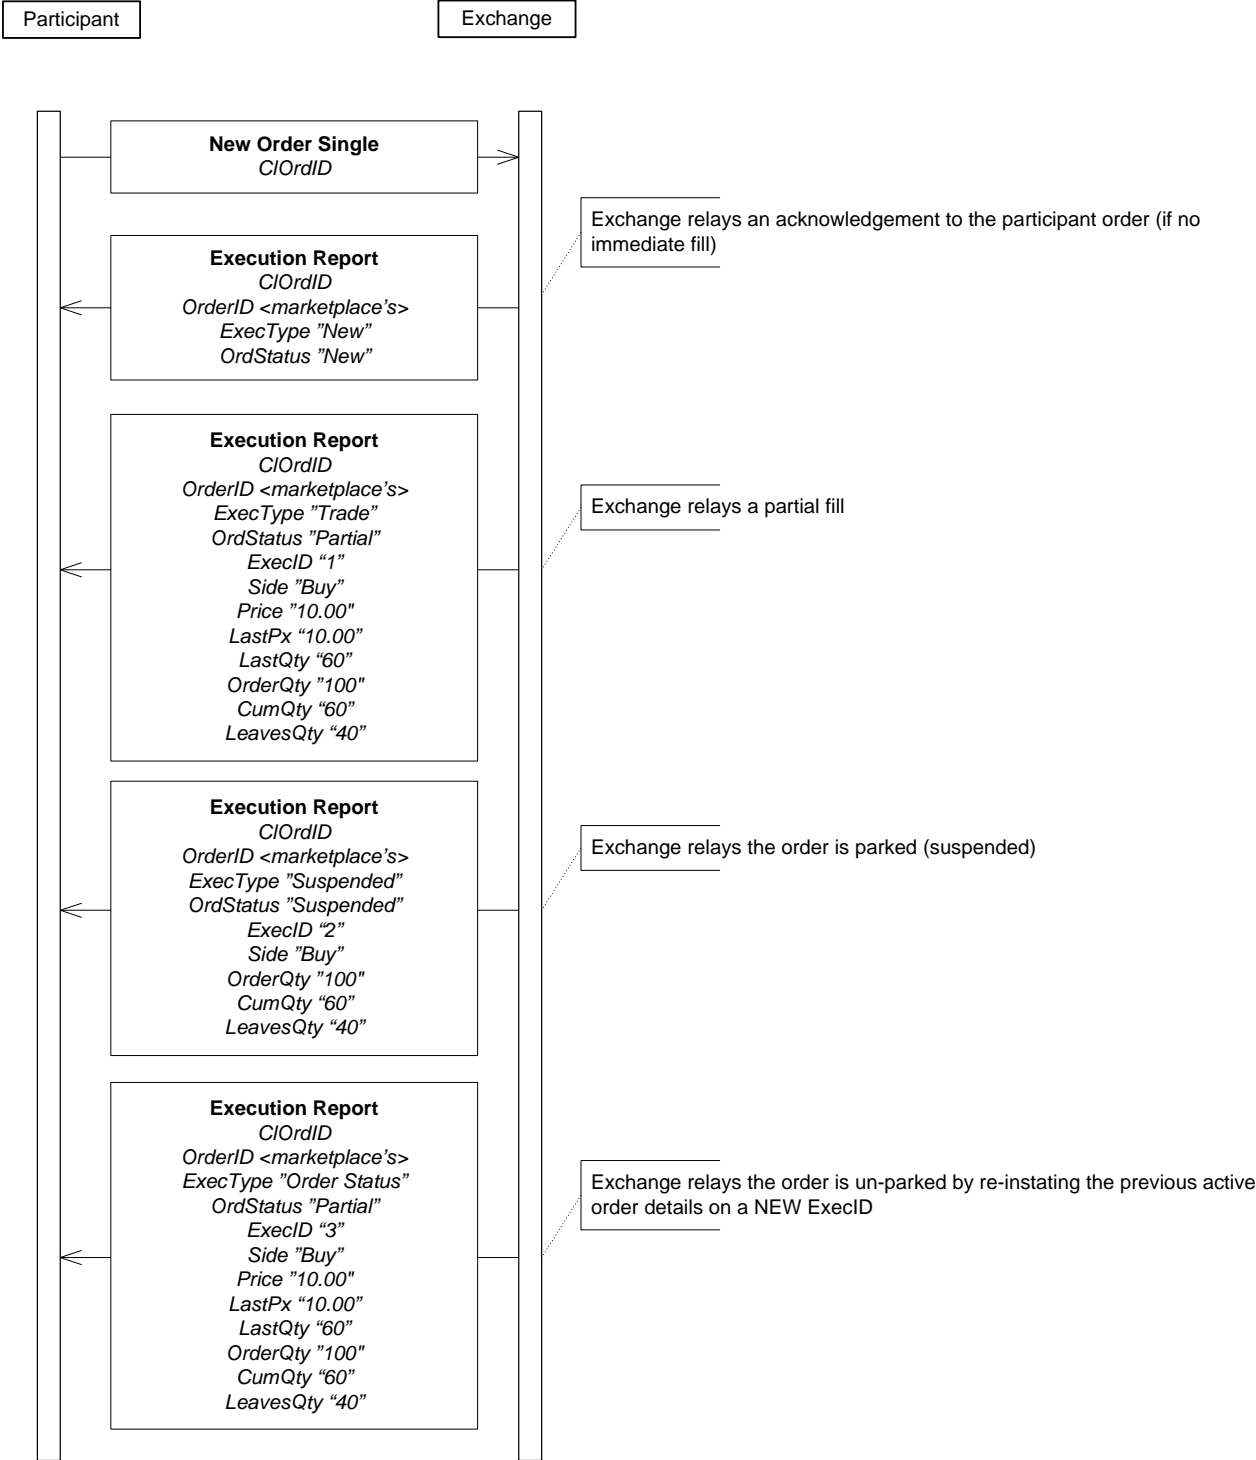 Participant
Exchange
New Order Single
ClOrdID
Exchange relays an acknowledgement to the participant order (if no
immediate fill)
Execution Report
ClOrdID
OrderID <marketplace’s>
ExecType ”New”
OrdStatus ”New”
Execution Report
ClOrdID
OrderID <marketplace’s>
ExecType ”Trade”
OrdStatus ”Partial”
ExecID “1”
Side ”Buy”
Price ”10.00"
LastPx “10.00”
LastQty “60”
OrderQty ”100"
CumQty “60”
LeavesQty “40”
Exchange relays a partial fill
Execution Report
ClOrdID
OrderID <marketplace’s>
ExecType ”Suspended”
OrdStatus ”Suspended”
ExecID “2”
Side ”Buy”
OrderQty ”100"
CumQty “60”
LeavesQty “40”
Exchange relays the order is parked (suspended)
Execution Report
ClOrdID
OrderID <marketplace’s>
ExecType ”Order Status”
OrdStatus ”Partial”
ExecID “3”
Side ”Buy”
Price ”10.00"
LastPx “10.00”
LastQty “60”
OrderQty ”100"
CumQty “60”
LeavesQty “40”
Exchange relays the order is un-parked by re-instating the previous active
order details on a NEW ExecID